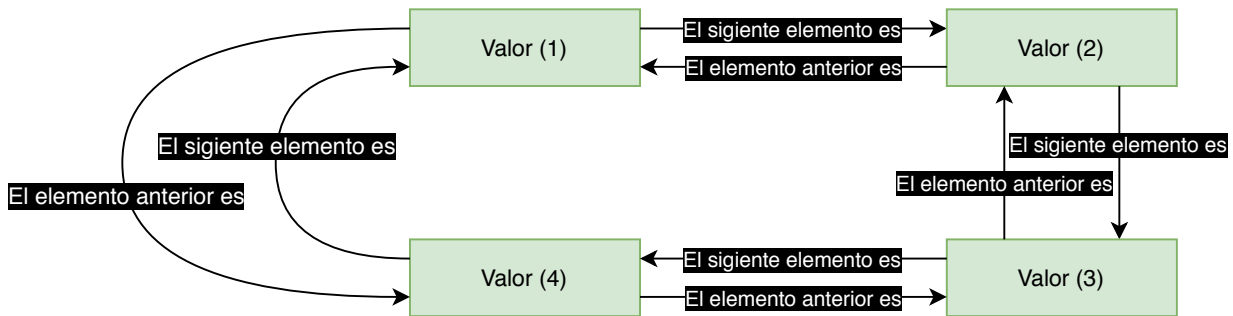 Valor (1)
El sigiente elemento es
Valor (2)
El elemento anterior es
El sigiente elemento es
El sigiente elemento es
El elemento anterior es
El elemento anterior es
Valor (4)
El sigiente elemento es
Valor (3)
El elemento anterior es